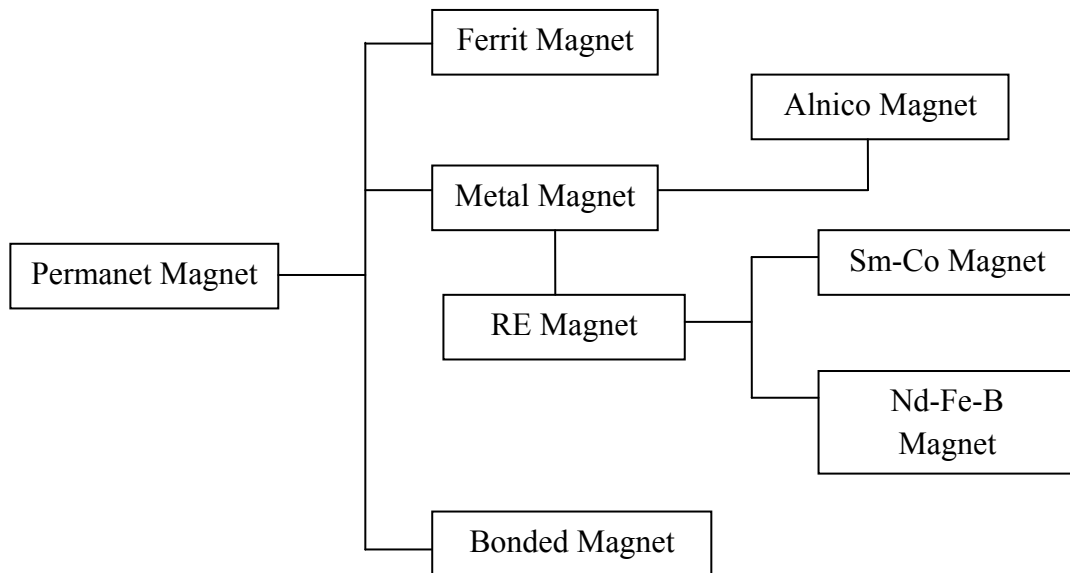 Ferrit Magnet
Alnico Magnet
Metal Magnet
Permanet Magnet
Sm-Co Magnet
RE Magnet
Nd-Fe-B
Magnet
Bonded Magnet